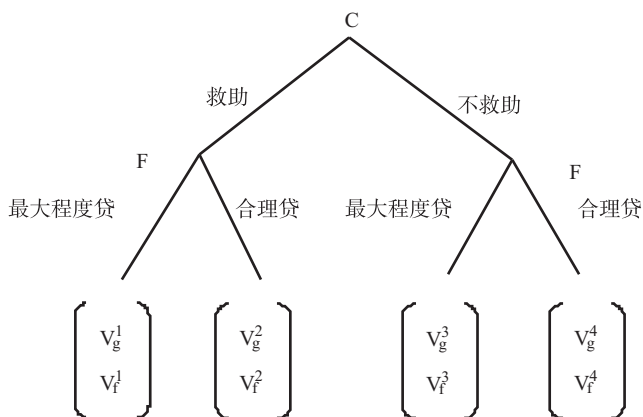 C
救助
不救助
F
F
最大程度贷
合理贷
最大程度贷
合理贷
V_g^1
V_g^2
V_g^3
V_g^4
V_f^1
V_f^2
V_f^3
V_f^4